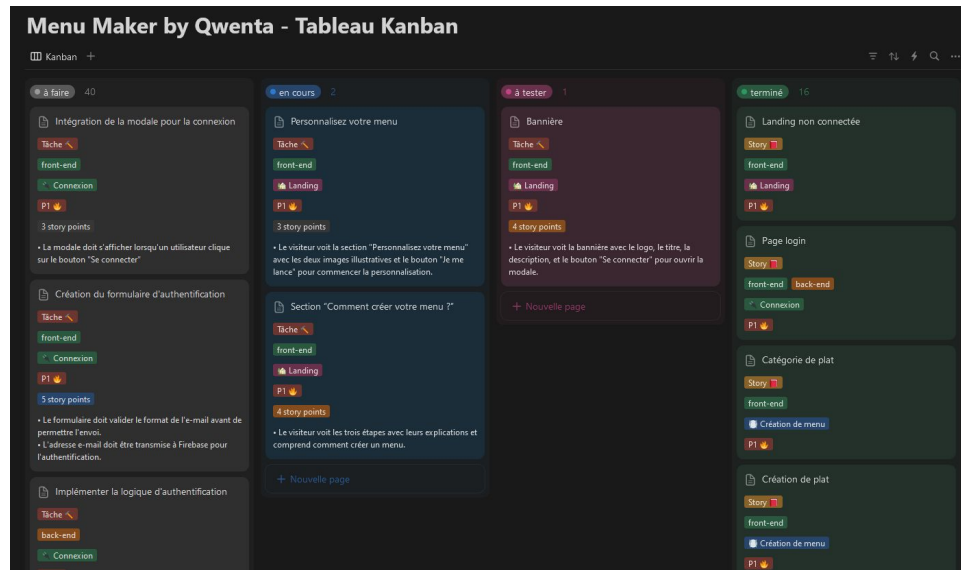 Menu Maker by Qwenta - Tableau Kanban
Kanban
à faire 40
Intégration de la modale pour la connexion
Tâche
front-end
Connexion
P1
3 story points
• La modale doit s'afficher lorsqu'un utilisateur clique
sur le bouton "Se connecter"
Création du formulaire d'authentification
Tâche
front-end
Connexion
P1
5 story points
• Le formulaire doit valider le format de l'e-mail avant de
permettre l'envoi.
• L'adresse e-mail doit être transmise à Firebase pour
l'authentification.
Implémenter la logique d'authentification
Tâche
back-end
Connexion
en cours 2
Personnalisez votre menu
Tâche
front-end
Landing
P1
3 story points
• Le visiteur voit la section "Personnalisez votre menu"
avec les deux images illustratives et le bouton "Je me
lance" pour commencer la personnalisation.
Section "Comment créer votre menu ?"
Tâche
front-end
Landing
P1
4 story points
• Le visiteur voit les trois étapes avec leurs explications et
comprend comment créer un menu.
+ Nouvelle page
à tester 1
Bannière
Tâche
front-end
Landing
P1
4 story points
• Le visiteur voit la bannière avec le logo, le titre, la
description, et le bouton "Se connecter" pour ouvrir la
modale.
+ Nouvelle page
terminé 16
Landing non connectée
Story
front-end
Landing
P1
Page login
Story
front-end back-end
Connexion
P1
Catégorie de plat
Story
front-end
Création de menu
P1
Création de plat
Story
front-end
Création de menu
P1